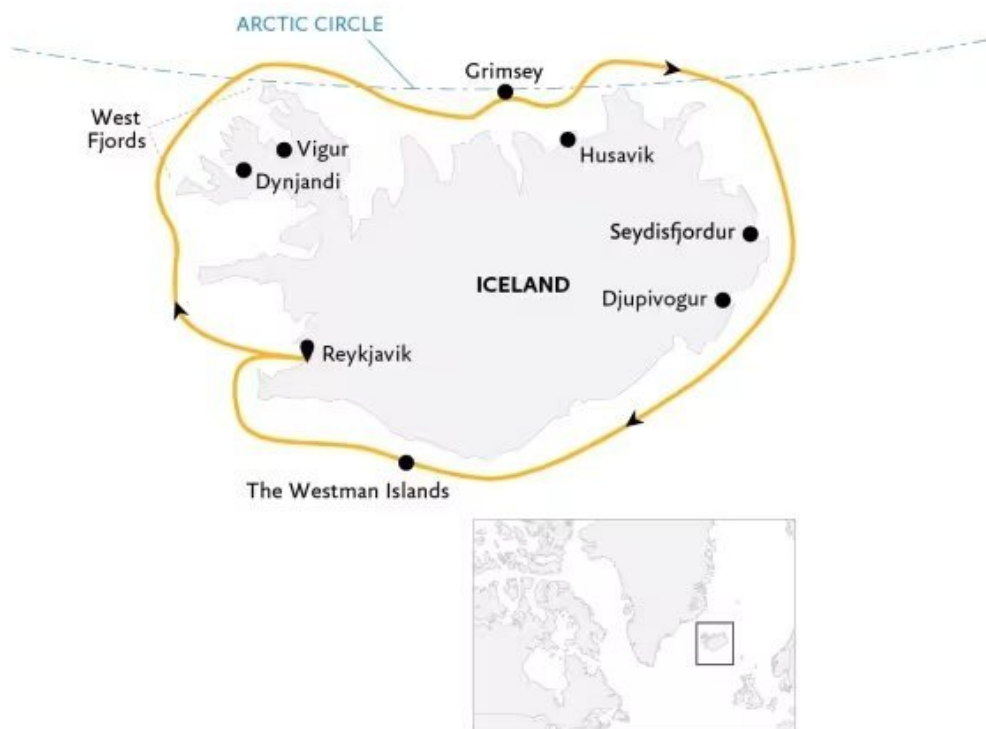 ARCTIC CIRCLE
Grimsey
West
Fjords
Vigur
Dynjandi
Husavik
Seydisfjordur
ICELAND
Djupivogur
Reykjavik
The Westman Islands